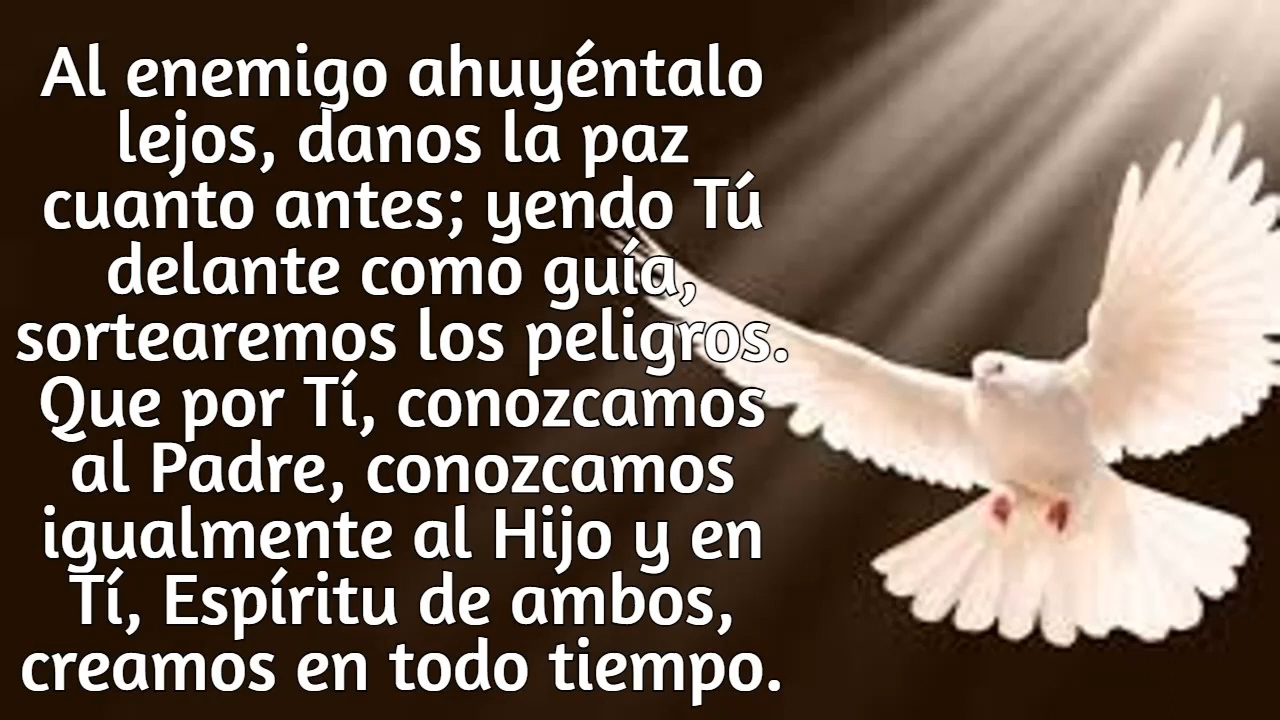 Al enemigo ahuyéntalo
lejos, danos la paz
cuanto antes; yendo Tú
delante como guía,
sortearemos los peligros.
Que por Tí, conozcamos
al Padre, conozcamos
igualmente al Hijo y en
Tí, Espíritu de ambos,
creamos en todo tiempo.